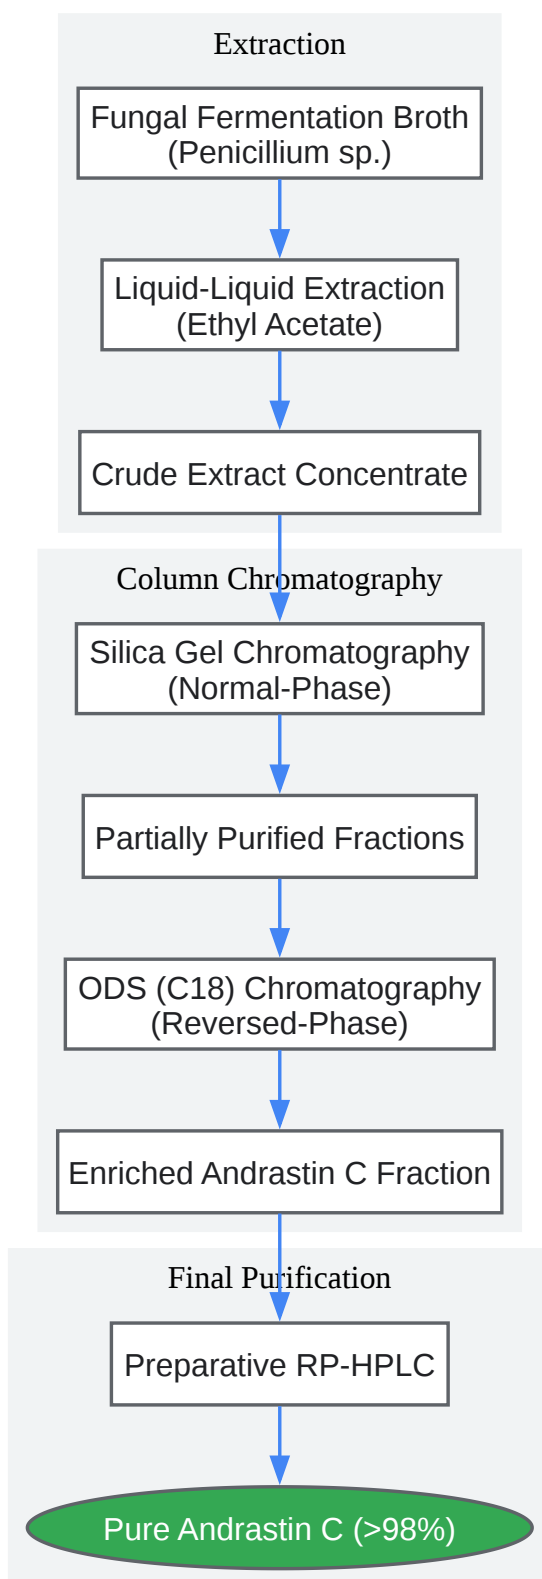 Extraction
Fungal Fermentation Broth
(Penicillium sp.)
Liquid-Liquid Extraction
(Ethyl Acetate)
Crude Extract Concentrate
Column Chromatography
Silica Gel Chromatography
(Normal-Phase)
Partially Purified Fractions
ODS (C18) Chromatography
(Reversed-Phase)
Enriched Andrastin C Fraction
Final Purification
Preparative RP-HPLC
Pure Andrastin C (>98%)